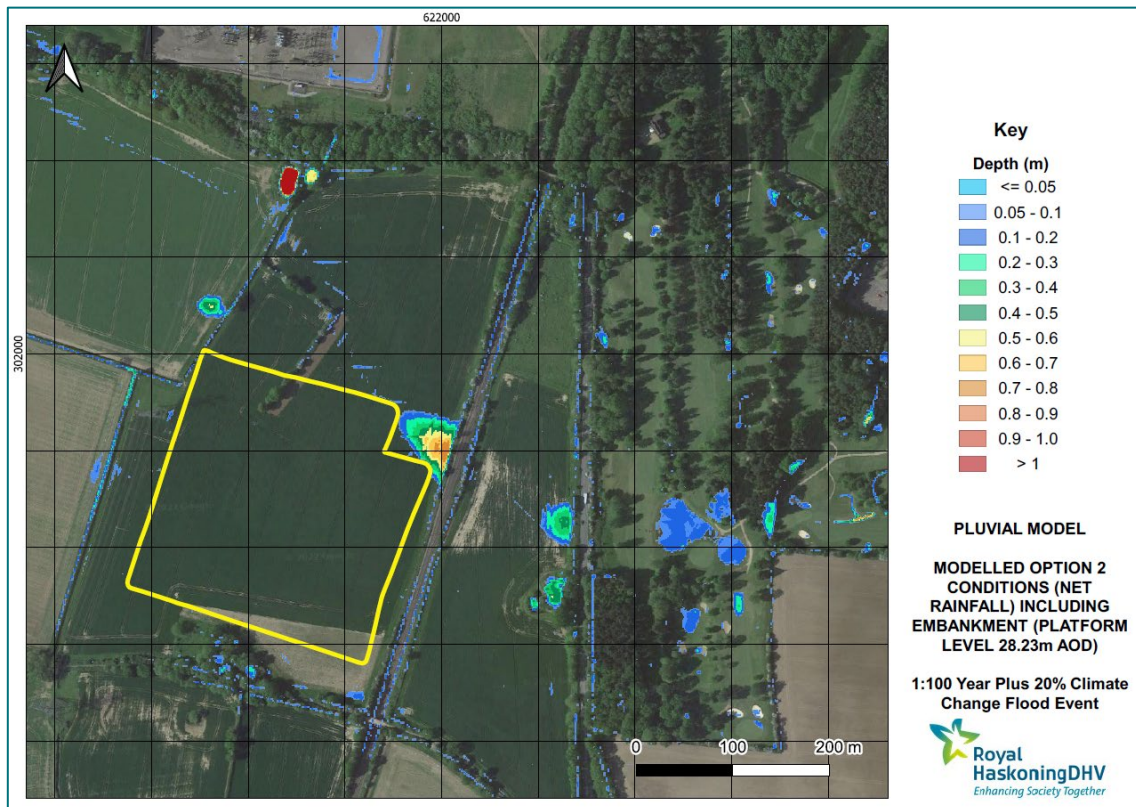 622000
302000
Key
Depth (m)
<= 0.05
0.05 - 0.1
0.1 - 0.2
0.2 - 0.3
0.3 - 0.4
0.4 - 0.5
0.5 - 0.6
0.6 - 0.7
0.7 - 0.8
0.8 - 0.9
0.9 - 1.0
> 1
PLUVIAL MODEL
MODELLED OPTION 2
CONDITIONS (NET
RAINFALL) INCLUDING
EMBANKMENT (PLATFORM
LEVEL 28.23m AOD)
1:100 Year Plus 20% Climate
Change Flood Event
0 100 200 m
Royal
HaskoningDHV
Enhancing Society Together